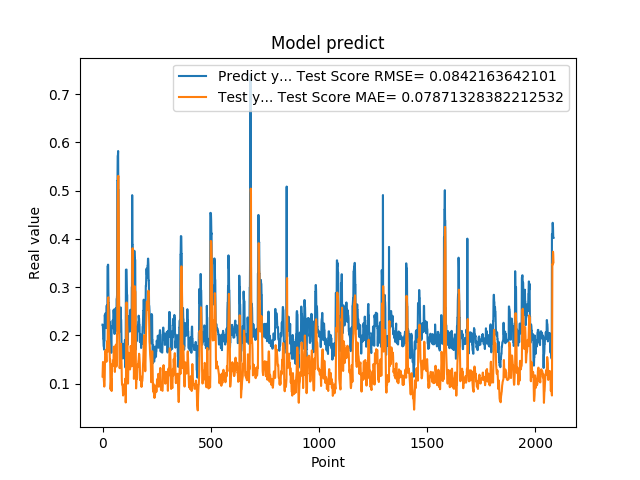 Model predict
Predict y... Test Score RMSE= 0.0842163642101
Test y... Test Score MAE= 0.07871328382212532
Real value
0.7
0.6
0.5
0.4
0.3
0.2
0.1
0
500
1000
1500
2000
Point